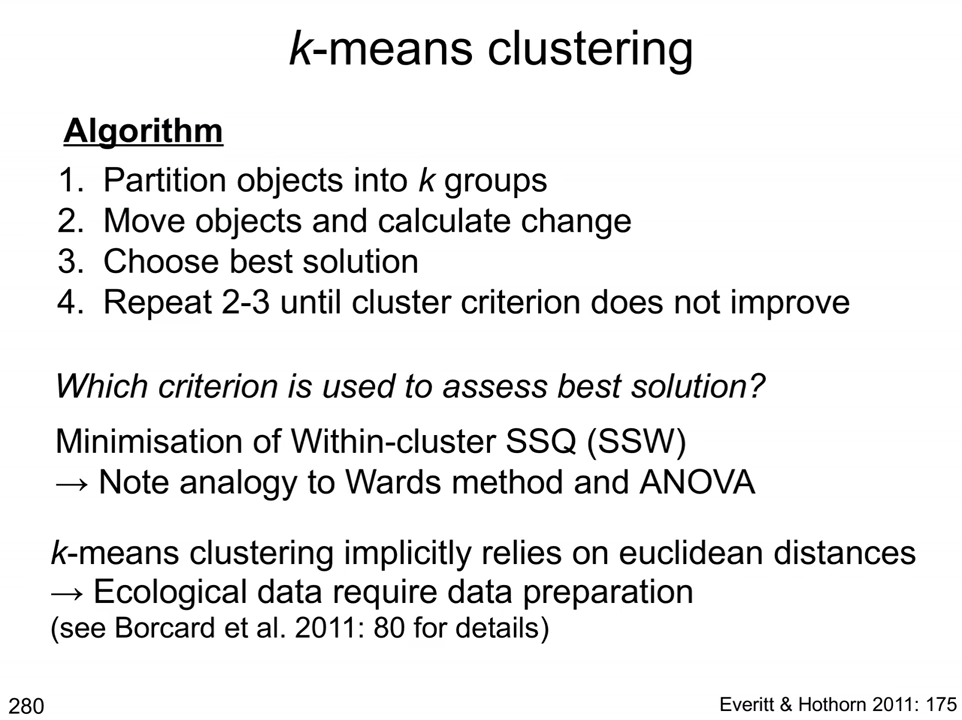 k-means clustering
Algorithm
1. Partition objects into k groups
2. Move objects and calculate change
3. Choose best solution
4. Repeat 2-3 until cluster criterion does not improve
Which criterion is used to assess best solution?
Minimisation of Within-cluster SSQ (SSW)
→ Note analogy to Wards method and ANOVA
k-means clustering implicitly relies on euclidean distances
→ Ecological data require data preparation
(see Borcard et al. 2011: 80 for details)
280
Everitt & Hothorn 2011: 175